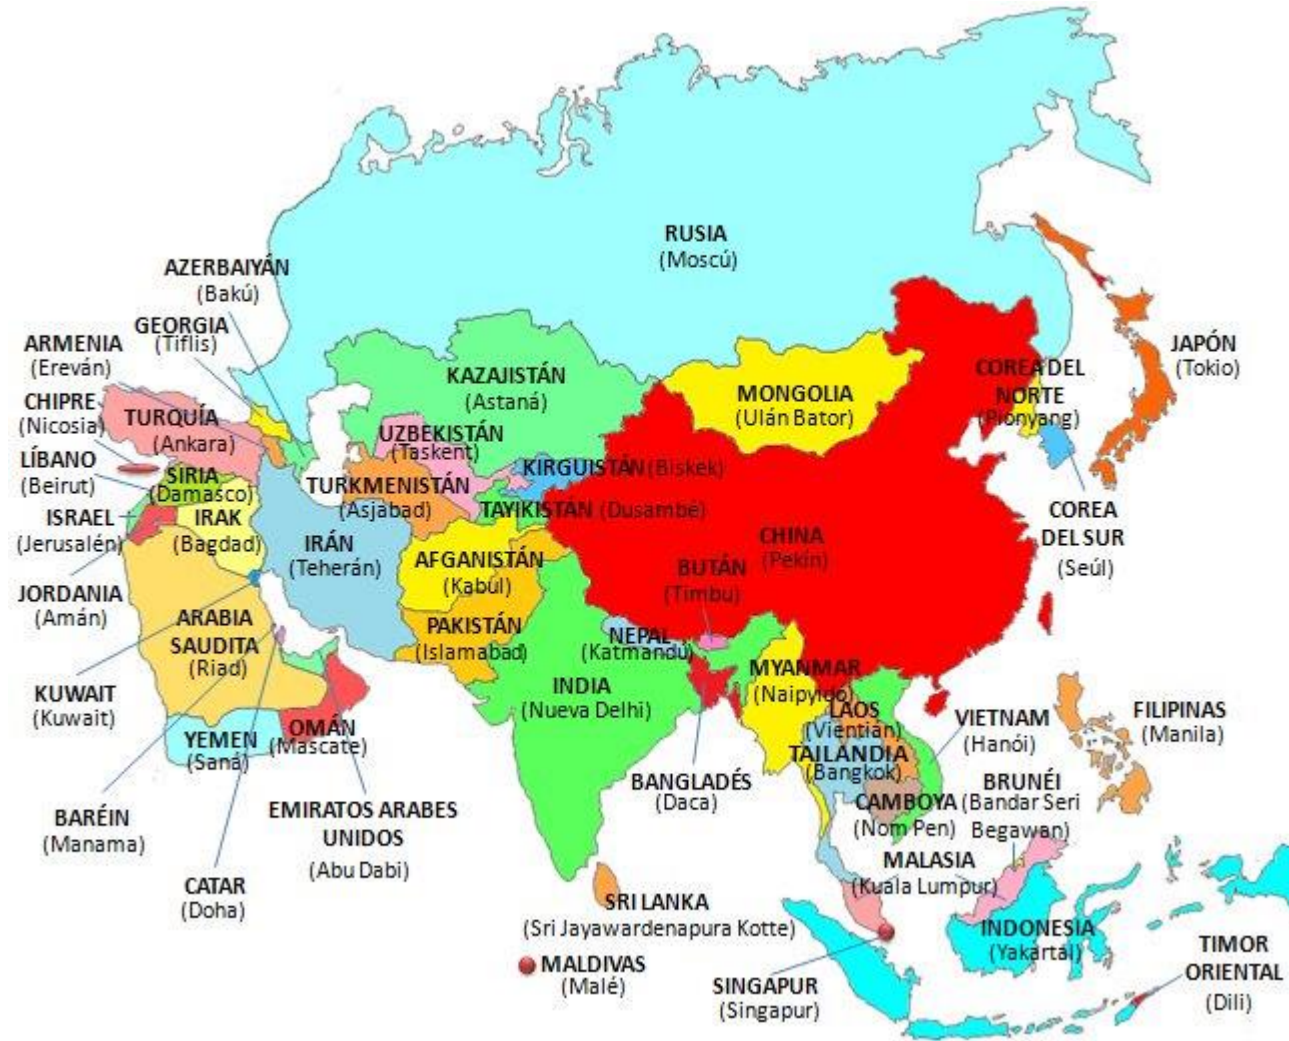 RUSIA
(Moscú)
AZERBAIYÁN
(Bakú)
GEORGIA
(Tiflis)
ARMENIA
(Ereván)
CHIPRE
(Nicosia)
TURQUÍA
(Ankara)
LÍBANO
(Beirut)
SIRIA
(Damasco)
ISRAEL
(Jerusalén)
IRAK
(Bagdad)
JORDANIA
(Amán)
KAZAJISTÁN
(Astaná)
UZBEKISTÁN
(Taskent)
KIRGUISTÁN (Biskek)
TURKMENISTÁN
(Asjabad)
TAYIKISTÁN (Dusambé)
IRÁN
(Teherán)
AFGANISTÁN
(Kabul)
PAKISTÁN
(Islamabad)
ARABIA
SAUDITA
(Riad)
KUWAIT
(Kuwait)
YEMEN
(Saná)
OMÁN
(Mascate)
BARÉIN
(Manama)
CATAR
(Doha)
EMIRATOS ARABES
UNIDOS
(Abu Dabi)
MONGOLIA
(Ulán Bator)
CHINA
(Pekín)
COREA DEL
NORTE
(Pionyang)
JAPÓN
(Tokio)
COREA
DEL SUR
(Seúl)
BUTÁN
(Timbu)
NEPAL
(Katmandú)
INDIA
(Nueva Delhi)
MYANMAR
(Naipyido)
LAOS
(Vientián)
TAILANDIA
(Bangkok)
VIETNAM
(Hanói)
FILIPINAS
(Manila)
BANGLADÉS
(Daca)
CAMBOYA
(Nom Pen)
BRUNÉI
(Bandar Seri
Begawan)
MALASIA
(Kuala Lumpur)
SRI LANKA
(Sri Jayawardenapura Kotte)
MALDIVAS
(Malé)
SINGAPUR
(Singapur)
INDONESIA
(Yakartal)
TIMOR
ORIENTAL
(Dili)